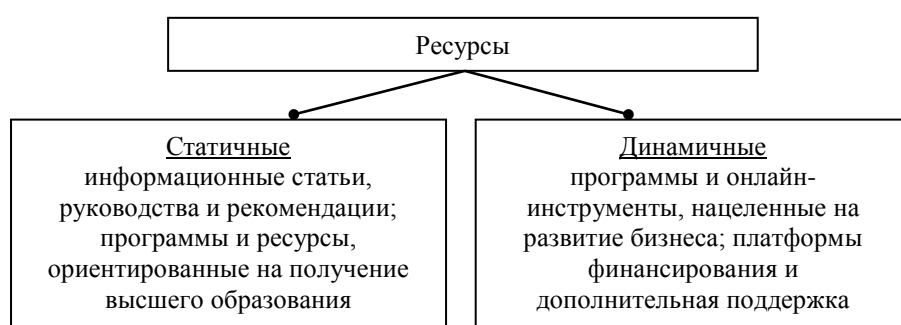 Ресурсы
Статичные
информационные статьи,
руководства и рекомендации;
программы и ресурсы,
ориентированные на получение
высшего образования
Динамичные
программы и онлайн-
инструменты, нацеленные на
развитие бизнеса; платформы
финансирования и
дополнительная поддержка